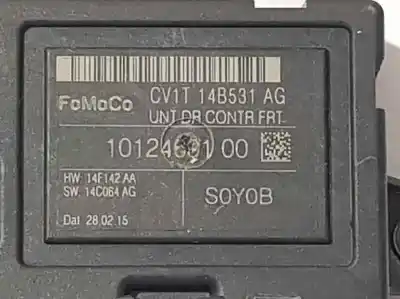 FoMoCo
CV1T 14B531 AG
UNT DR CONTR FRT
00
HW: 14F142 AA
SW: 14C064 AG
SOYOB
Dat 28.02.15